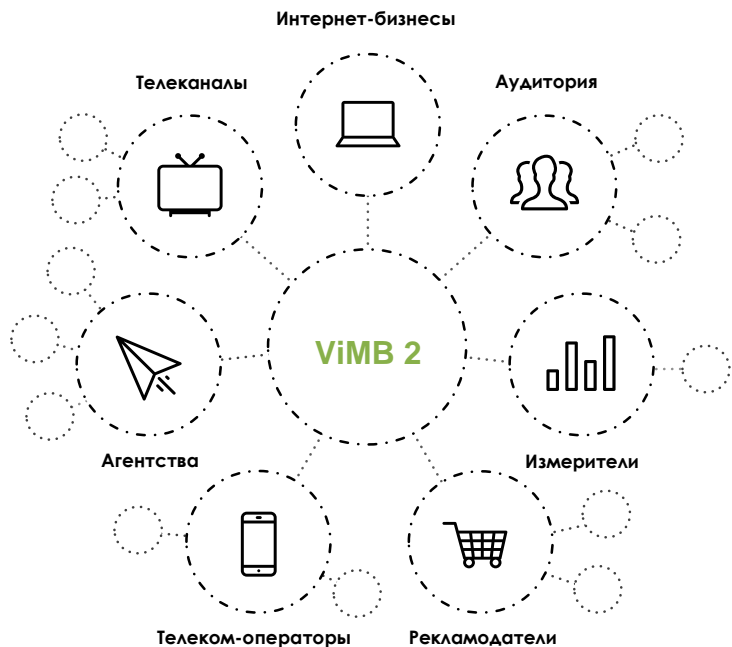 Интернет-бизнесы
Телеканалы
Аудитория
ViMB 2
Агентства
Измерители
Телеком-операторы
Рекламодатели